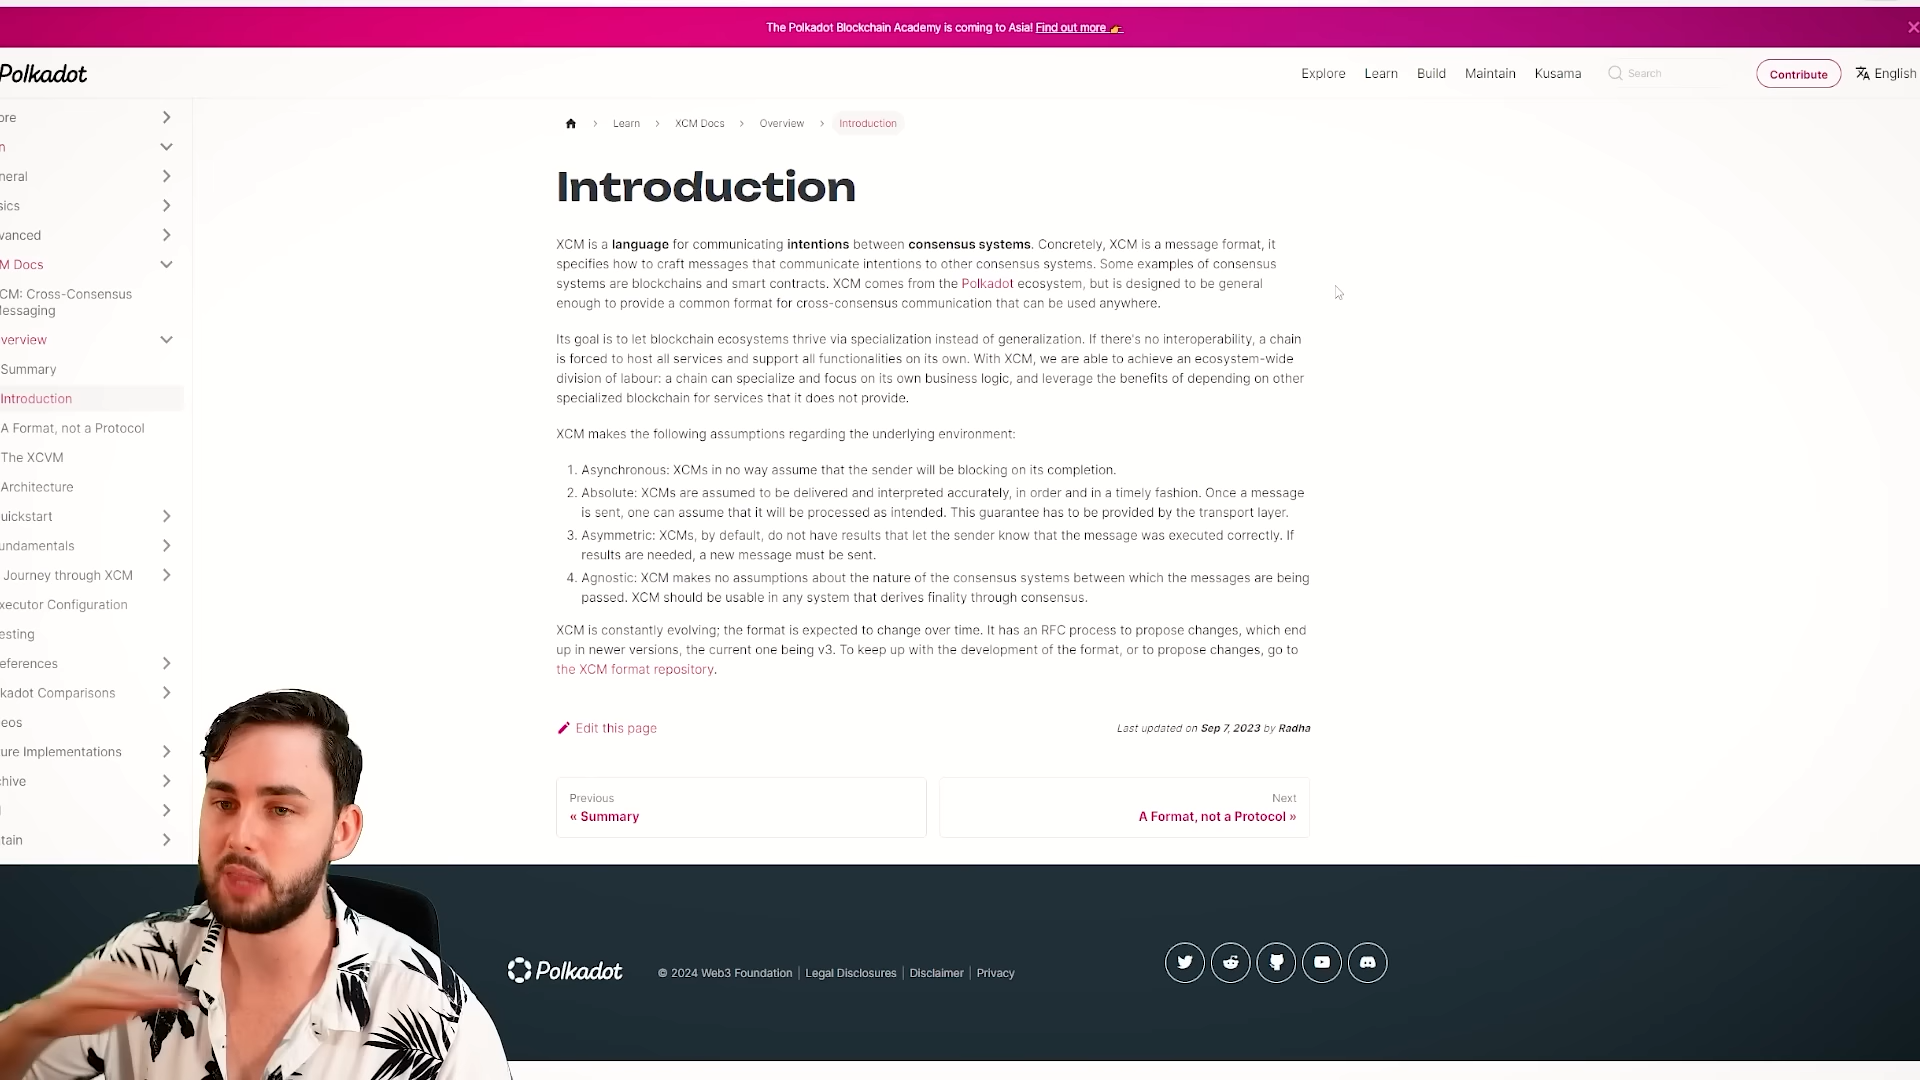 The Polkadot Blockchain Academy is coming to Asia! Find out more
Polkadot
Explore Learn Build Maintain Kusama Search Contribute English
ore
n
neral
sics
vanced
M Docs
CM: Cross-Consensus
lessaging
verview
Summary
Introduction
A Format, not a Protocol
The XCVM
Architecture
uickstart
undamentals
Journey through XCM
xecutor Configuration
esting
eferences
kadot Comparisons
eos
ure Implementations
chive
tain
Learn XCM Docs Overview Introduction
Introduction
XCM is a language for communicating intentions between consensus systems. Concretely, XCM is a message format, it
specifies how to craft messages that communicate intentions to other consensus systems. Some examples of consensus
systems are blockchains and smart contracts. XCM comes from the Polkadot ecosystem, but is designed to be general
enough to provide a common format for cross-consensus communication that can be used anywhere.
Its goal is to let blockchain ecosystems thrive via specialization instead of generalization. If there's no interoperability, a chain
is forced to host all services and support all functionalities on its own. With XCM, we are able to achieve an ecosystem-wide
division of labour: a chain can specialize and focus on its own business logic, and leverage the benefits of depending on other
specialized blockchain for services that it does not provide.
XCM makes the following assumptions regarding the underlying environment:
1. Asynchronous: XCMs in no way assume that the sender will be blocking on its completion.
2. Absolute: XCMs are assumed to be delivered and interpreted accurately, in order and in a timely fashion. Once a message
is sent, one can assume that it will be processed as intended. This guarantee has to be provided by the transport layer.
3. Asymmetric: XCMs, by default, do not have results that let the sender know that the message was executed correctly. If
results are needed, a new message must be sent.
4. Agnostic: XCM makes no assumptions about the nature of the consensus systems between which the messages are being
passed. XCM should be usable in any system that derives finality through consensus.
XCM is constantly evolving; the format is expected to change over time. It has an RFC process to propose changes, which end
up in newer versions, the current one being v3. To keep up with the development of the format, or to propose changes, go to
the XCM format repository.
Edit this page
Last updated on Sep 7, 2023 by Radha
Previous
« Summary
Next
A Format, not a Protocol »
Polkadot
© 2024 Web3 Foundation | Legal Disclosures | Disclaimer | Privacy